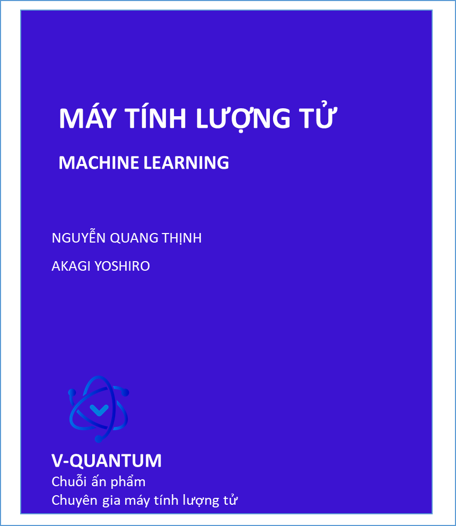 MÁY TÍNH LƯỢNG TỬ
MACHINE LEARNING
NGUYỄN QUANG THỊNH
AKAGI YOSHIRO
V-QUANTUM
Chuỗi ấn phẩm
Chuyên gia máy tính lượng tử